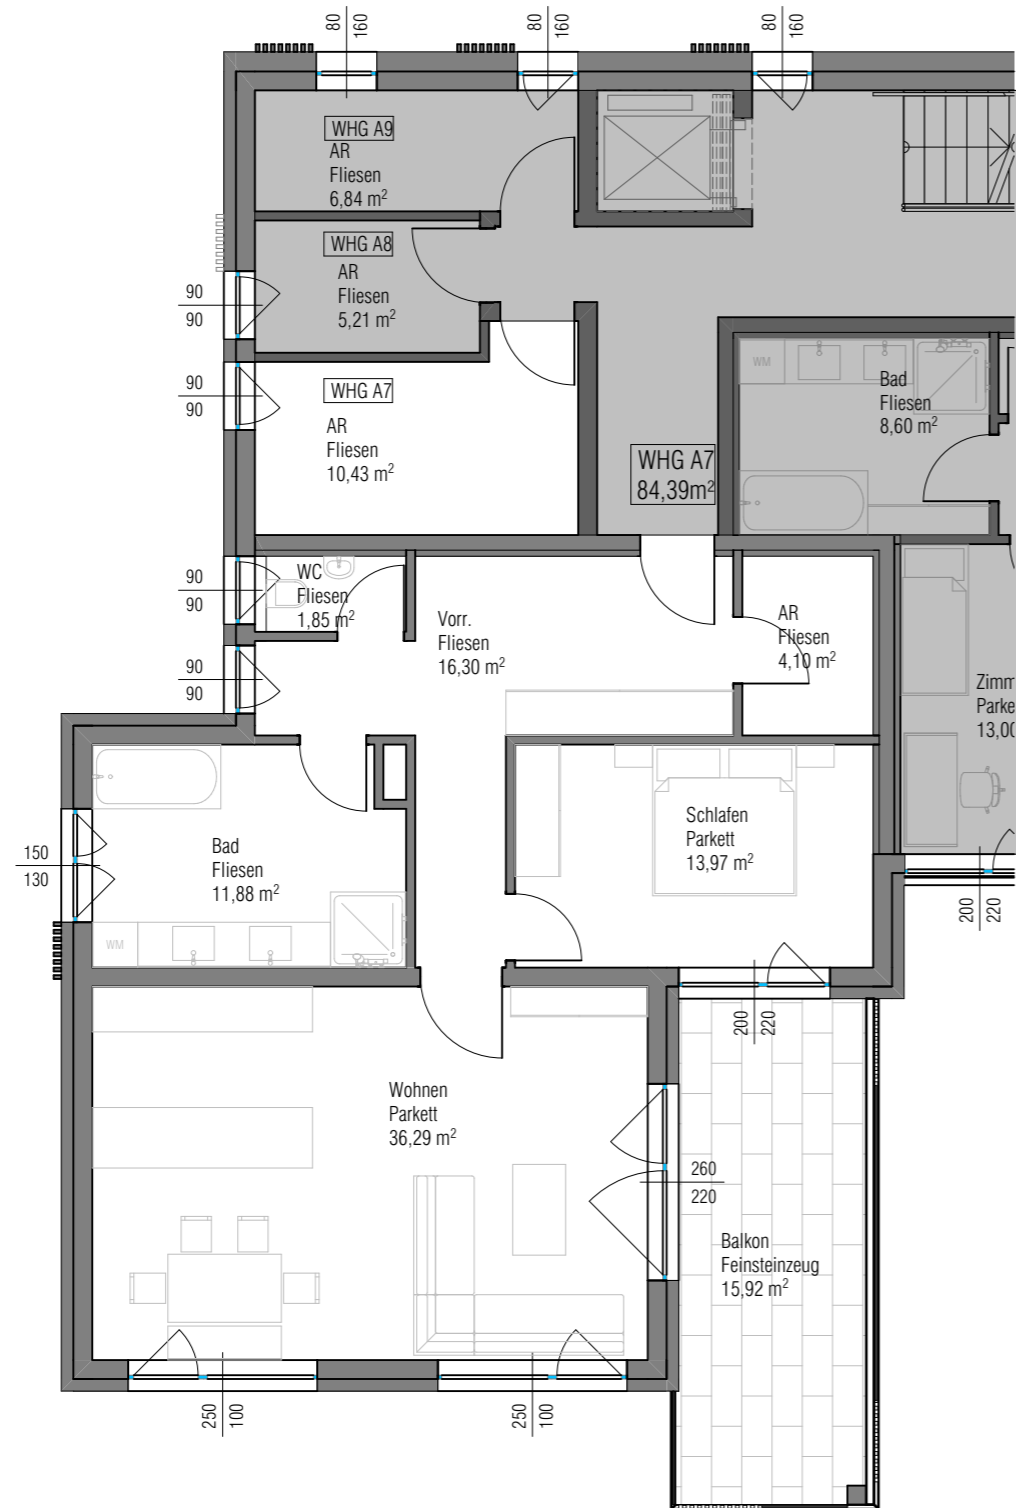 80
160
80
160
80
160
WHG A9
AR
Fliesen
6,84 m²
WHG A8
AR
Fliesen
5,21 m²
90
90
WHG A7
AR
Fliesen
10,43 m²
90
90
WM
Bad
Fliesen
8,60 m²
WHG A7
84,39m²
90
90
WC
Fliesen
1,85 m²
Vorr.
Fliesen
16,30 m²
AR
Fliesen
4,10 m²
90
90
Zimm
Parke
13,00
150
130
Bad
Fliesen
11,88 m²
WM
Schlafen
Parkett
13,97 m²
200
220
200
220
Wohnen
Parkett
36,29 m²
260
220
Balkon
Feinsteinzeug
15,92 m²
250
100
250
100